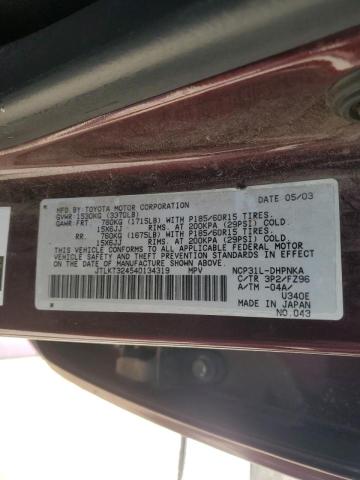 MFD.BY: TOYOTA MOTOR CORPORATION DATE 05/03
GVWR 1530KG (3370LB)
GAWR FRT. 780KG (1715LB) WITH P185/60R15 TIRES.
15X6JJ RIMS. AT 200KPA (29PSI) COLD.
RR. 760KG (1675LB) WITH P185/60R15 TIRES.
15X6JJ RIMS. AT 200KPA (29PSI) COLD.
THIS VEHICLE CONFORMS TO ALL APPLICABLE FEDERAL MOTOR
VEHICLE SAFETY STANDARDS IN EFFECT ON THE DATE OF
MANUFACTURE SHOWN ABOVE.
JTLKT324540134319 MPV NCP31L-DHPNKA
C/TR 3P2/FZ96
A/TM -04A/
U340E
MADE IN JAPAN
NO.043